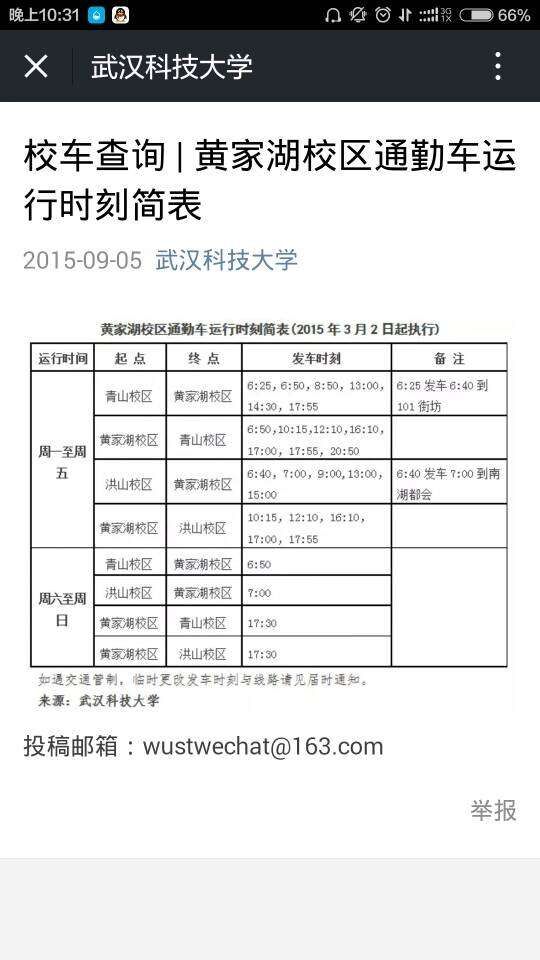 晚上10:31
3G
1X
66%
武汉科技大学
校车查询 | 黄家湖校区通勤车运
行时刻简表
2015-09-05 武汉科技大学
黄家湖校区通勤车运行时刻简表(2015 年 3 月 2 日起执行)
运行时间 起 点 终 点 发车时刻 备 注
周一至周
五
青山校区 黄家湖校区 6:25, 6:50, 8:50, 13:00,
14:30, 17:55
6:25 发车 6:40 到
101 街坊
黄家湖校区 青山校区 6:50,10:15,12:10,16:10,
17:00, 17:55, 20:50
洪山校区 黄家湖校区 6:40, 7:00, 9:00,13:00,
15:00
6:40 发车 7:00 到南
湖都会
黄家湖校区 洪山校区 10:15, 12:10, 16:10,
17:00, 17:55
周六至周
日
青山校区 黄家湖校区 6:50
洪山校区 黄家湖校区 7:00
黄家湖校区 青山校区 17:30
黄家湖校区 洪山校区 17:30
如遇交通管制，临时更改发车时刻与线路请见届时通知。
来源：武汉科技大学
投稿邮箱：wustwechat@163.com
举报